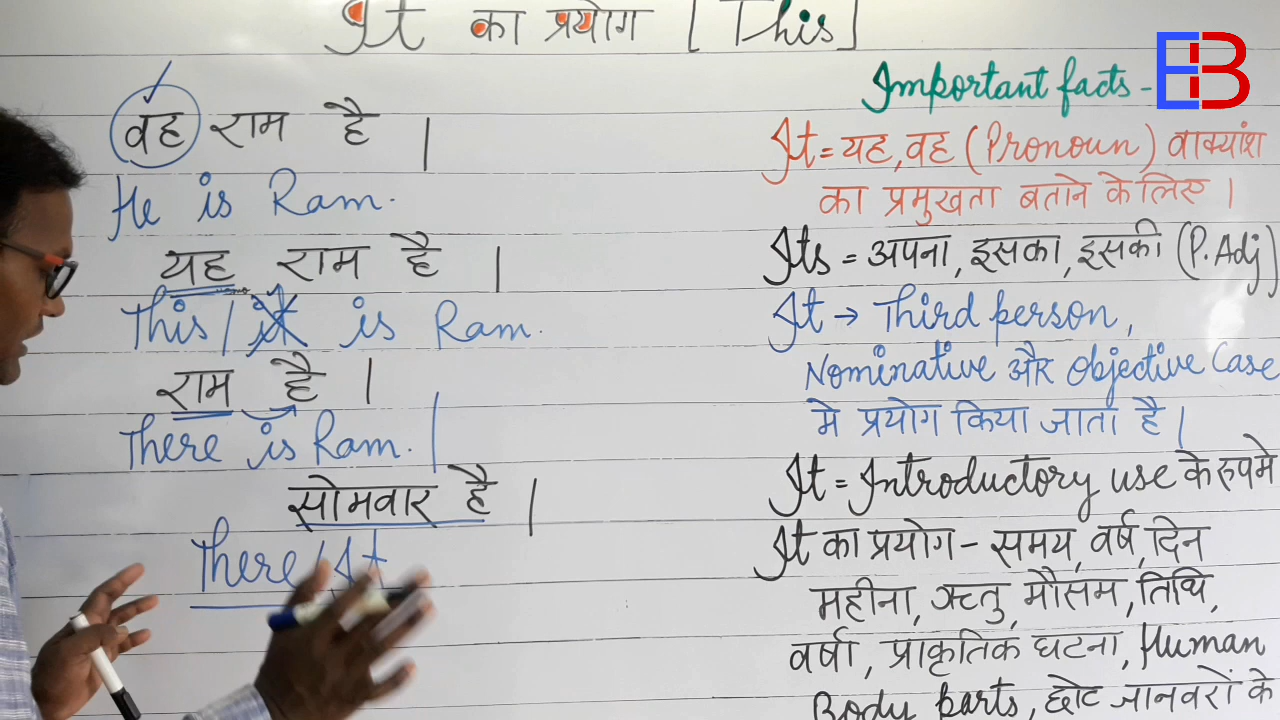 It का प्रयोग [This]
वह राम है |
He is Ram.
यह राम है |
This/it is Ram.
राम है |
There is Ram. |
सोमवार है |
There/It
Important facts -
EB
It = यह, वह (Pronoun) वाक्यांश
का प्रमुखता बताने के लिए |
Its = अपना, इसका, इसकी (P. Adj)
It → Third person,
Nominative और Objective Case
मे प्रयोग किया जाता है |
It = Introductory use के रुपमे
It का प्रयोग - समय, वर्ष, दिन
महीना, ऋतु, मौसम, तिथि,
वर्षा, प्राकृतिक घटना, Human
Body parts, छोटे जानवरों के